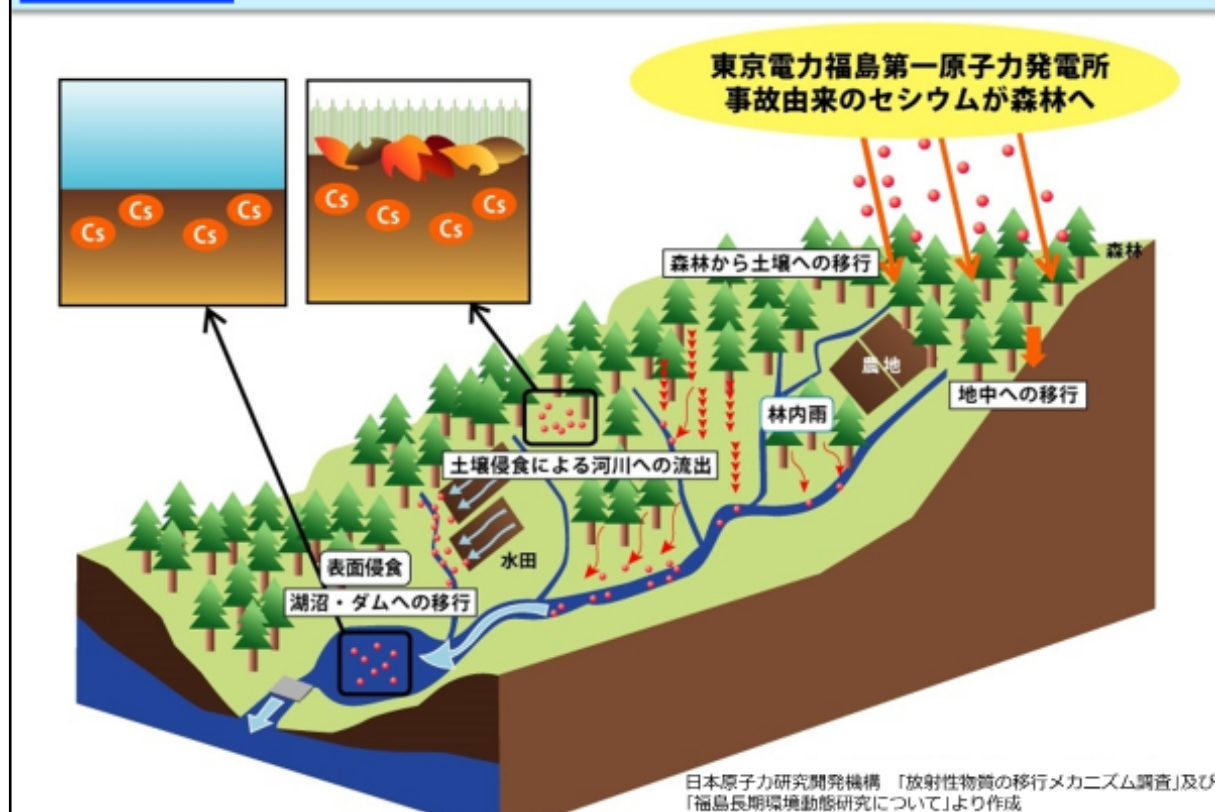 東京電力福島第一原子力発電所
事故由来のセシウムが森林へ
Cs
Cs
Cs
Cs
Cs
Cs
Cs
Cs
森林から土壌への移行
森林
農地
地中への移行
林内雨
土壌侵食による河川への流出
水田
表面侵食
湖沼・ダムへの移行
日本原子力研究開発機構 「放射性物質の移行メカニズム調査」及び
「福島長期環境動態研究について」より作成